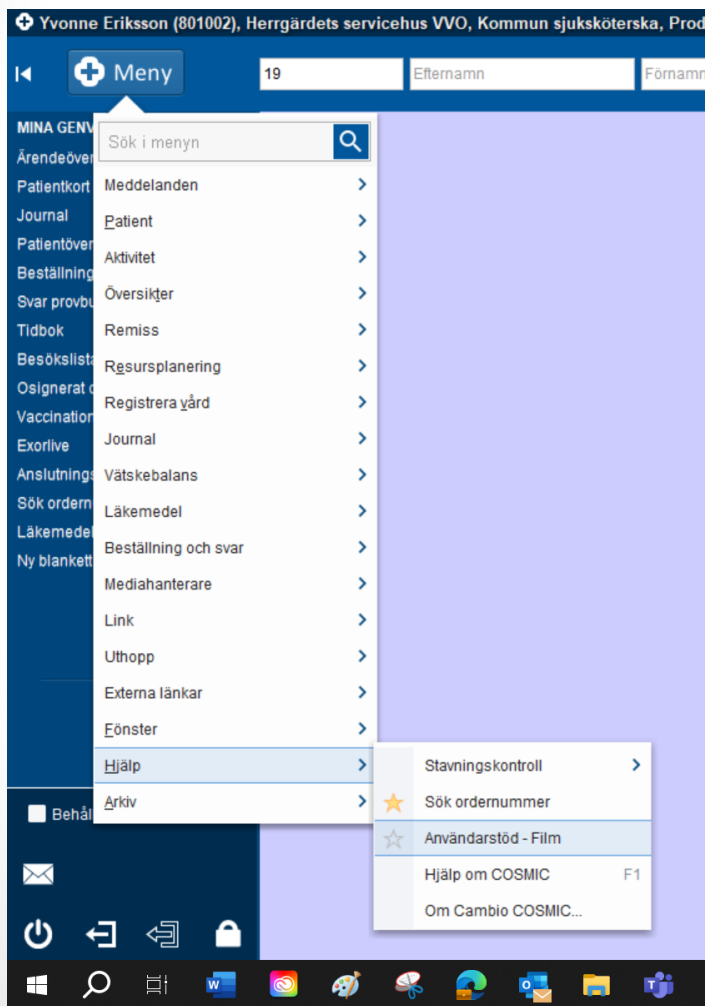 Yvonne Eriksson (801002), Herrgärdets servicehus VVO, Kommun sjuksköterska, Prod
Meny
19
Efternamn
Förnamn
MINA GENV
Ärendeöver
Patientkort
Journal
Patientöver
Beställning
Svar provbu
Tidbok
Besökslista
Osignerat
Vaccination
Exorlive
Anslutnings
Sök ordern
Läkemedel
Ny blankett
Behål
Sök i menyn
Meddelanden
Patient
Aktivitet
Översikter
Remiss
Resursplanering
Registrera vård
Journal
Vätskebalans
Läkemedel
Beställning och svar
Mediahanterare
Link
Uthopp
Externa länkar
Fönster
Hjälp
Arkiv
Stavningskontroll
Sök ordernummer
Användarstöd - Film
Hjälp om COSMIC F1
Om Cambio COSMIC...